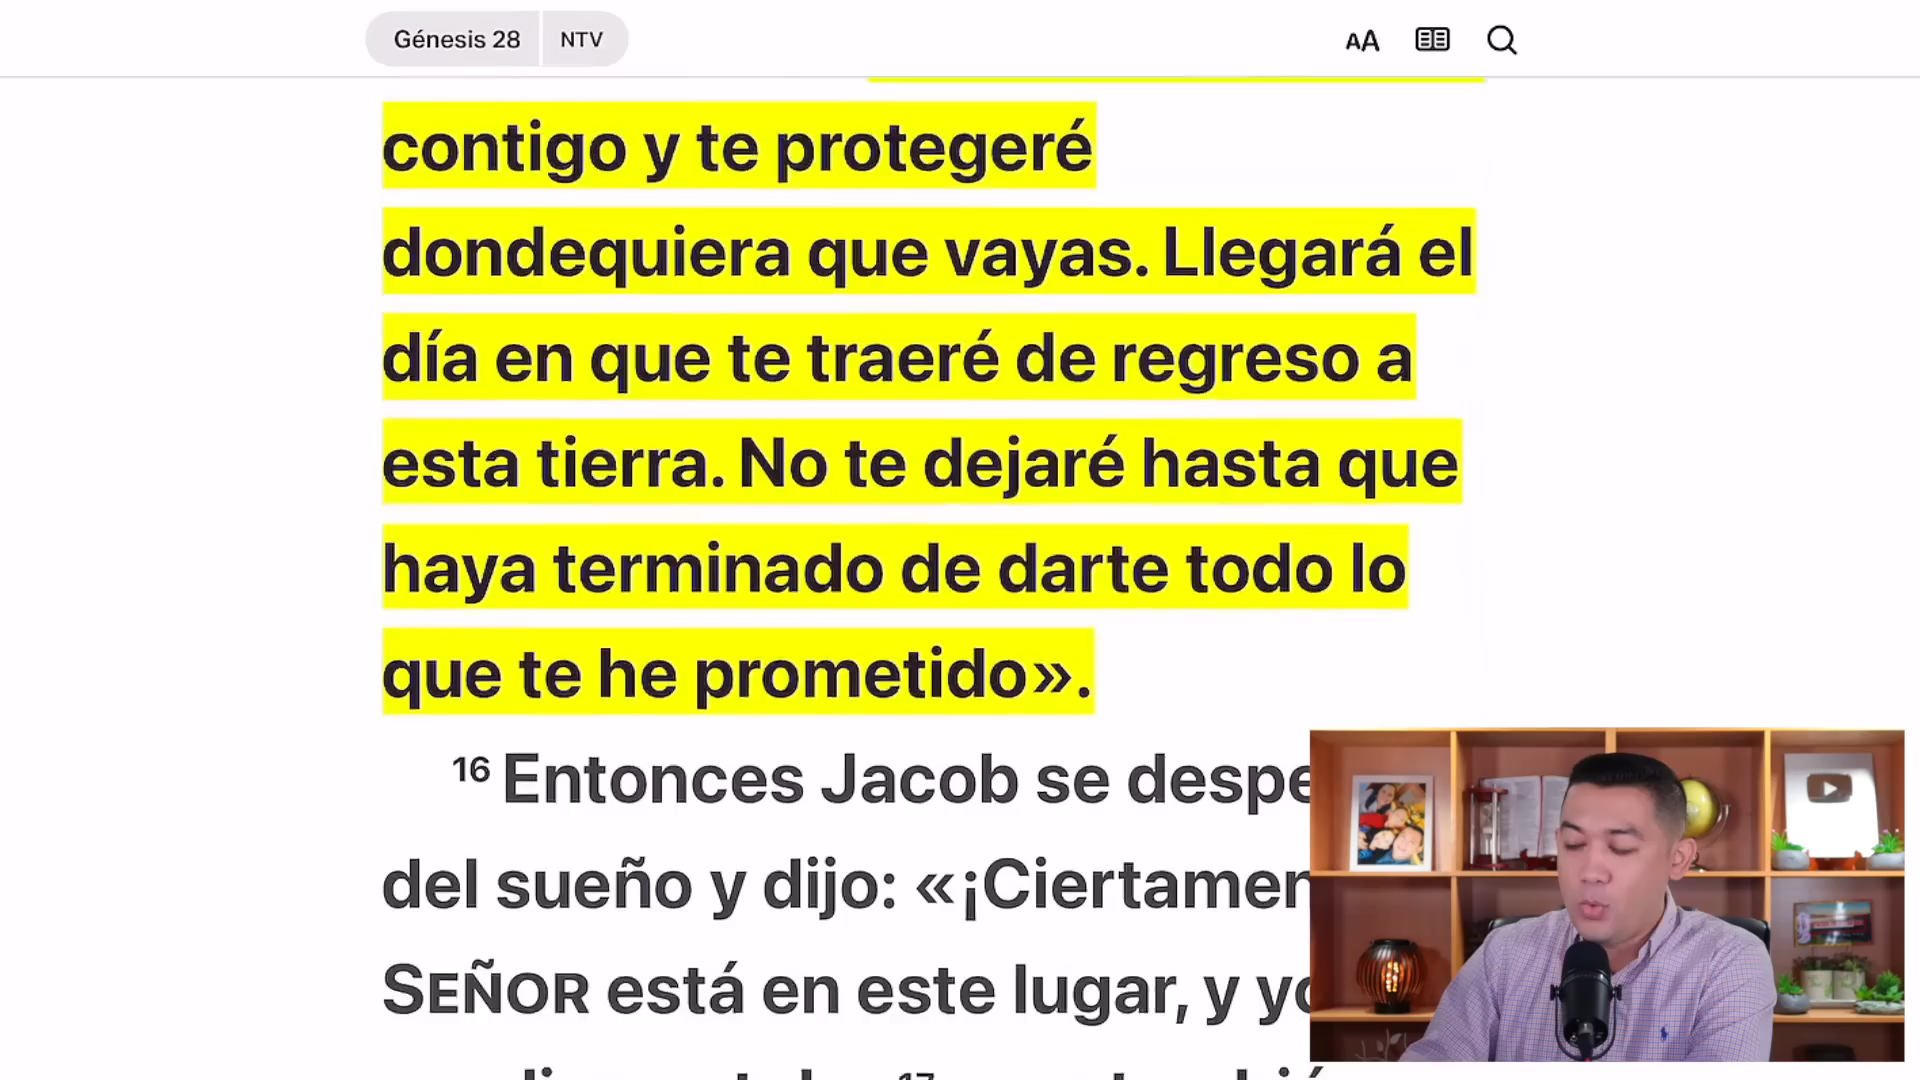 Génesis 28 NTV AA
contigo y te protegeré
dondequiera que vayas. Llegará el
día en que te traeré de regreso a
esta tierra. No te dejaré hasta que
haya terminado de darte todo lo
que te he prometido».
16 Entonces Jacob se despe
del sueño y dijo: «¡Ciertamen
SEÑOR está en este lugar, y yo
17